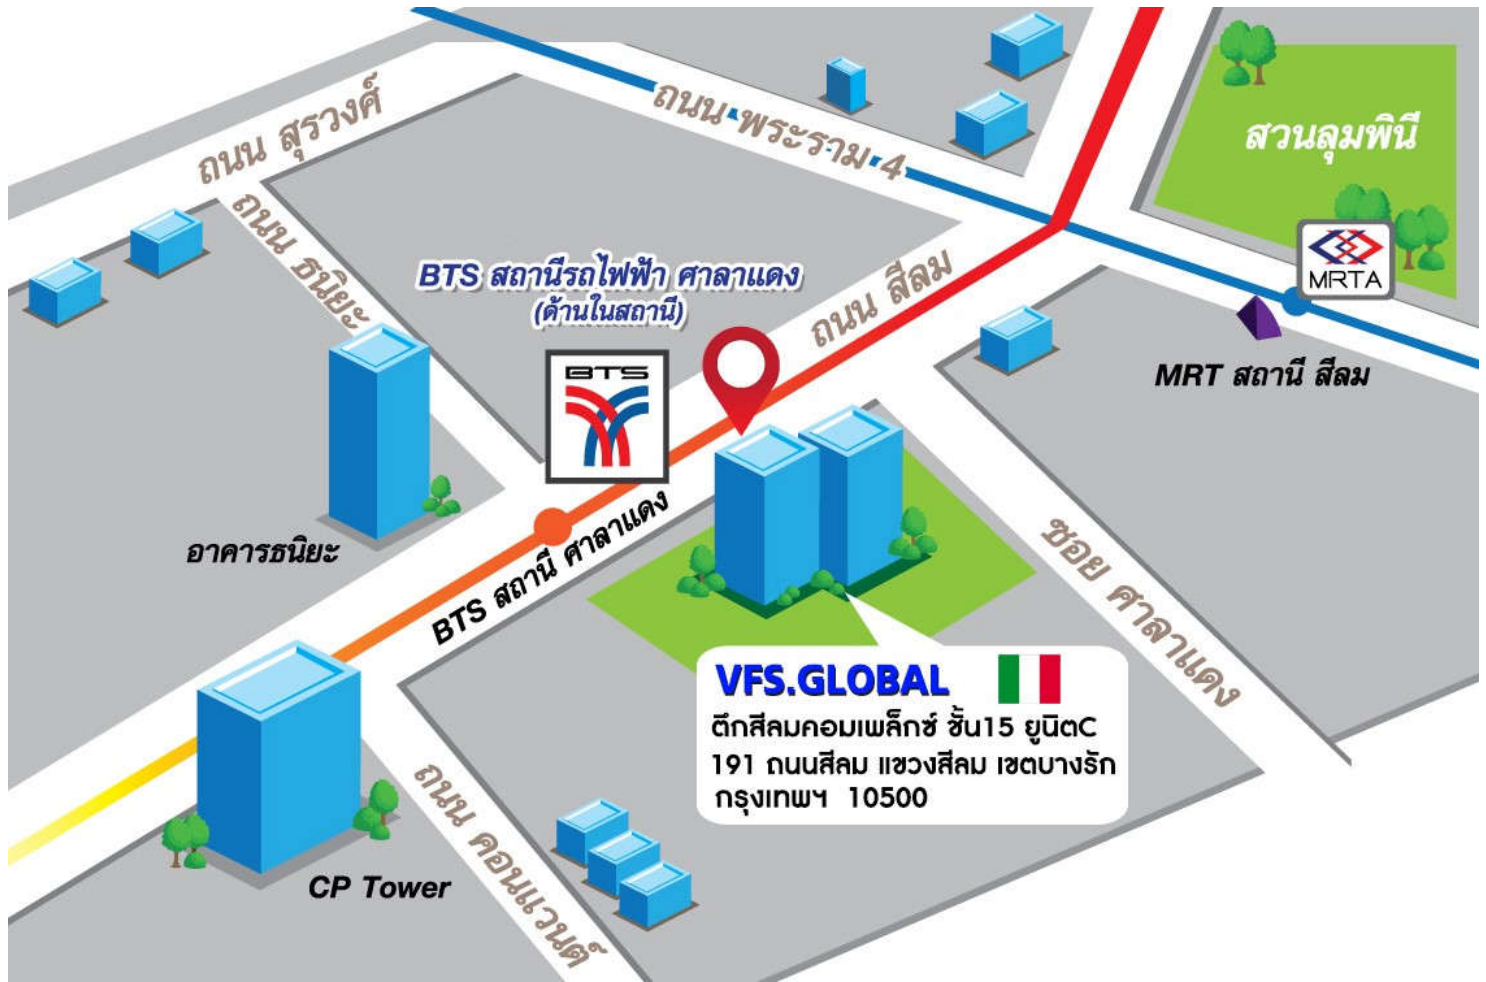 ถนน สุรวงศ์
ถนน พระราม 4
สวนลุมพินี
ถนน ธนิยะ
BTS สถานีรถไฟฟ้า ศาลาแดง
(ด้านในสถานี)
ถนน สีลม
MRTA
BTS
MRT สถานี สีลม
อาคารธนิยะ
BTS สถานี ศาลาแดง
ซอย ศาลาแดง
VFS.GLOBAL
ตึกสีลมคอมเพล็กซ์ ชั้น15 ยูนิตC
191 ถนนสีลม แขวงสีลม เขตบางรัก
กรุงเทพฯ 10500
CP Tower
ถนน คอนแวนต์